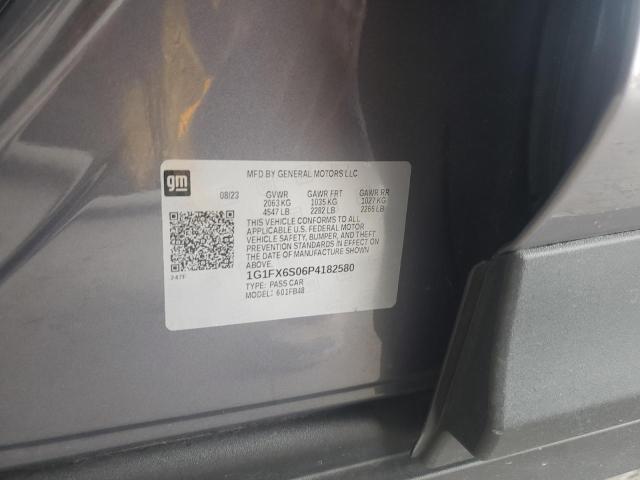 MFD BY GENERAL MOTORS LLC
gm
08/23 GVWR GAWR FRT GAWR RR
2063 KG 1035 KG 1027 KG
4547 LB 2282 LB 2265 LB
THIS VEHICLE CONFORMS TO ALL
APPLICABLE U.S. FEDERAL MOTOR
VEHICLE SAFETY, BUMPER, AND THEFT
PREVENTION STANDARDS IN EFFECT ON
THE DATE OF MANUFACTURE SHOWN
ABOVE.
247F
1G1FX6S06P4182580
TYPE: PASS CAR
MODEL: 601FB48